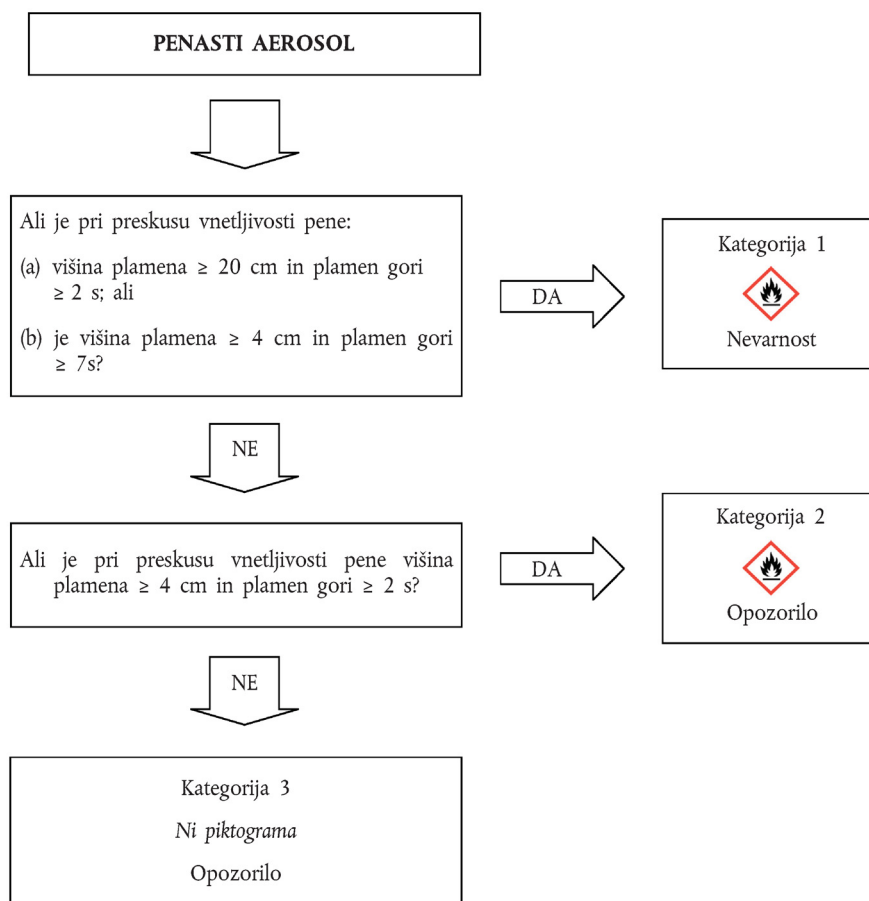 PENASTI AEROSOL
Ali je pri preskusu vnetljivosti pene:
(a) višina plamena ≥ 20 cm in plamen gori
≥ 2 s; ali
(b) je višina plamena ≥ 4 cm in plamen gori
≥ 7s?
DA
Kategorija 1
Nevarnost
NE
Ali je pri preskusu vnetljivosti pene višina
plamena ≥ 4 cm in plamen gori ≥ 2 s?
DA
Kategorija 2
Opozorilo
NE
Kategorija 3
Ni piktograma
Opozorilo